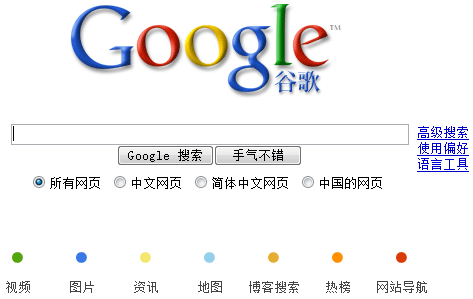 Google™
谷歌
高级搜索
使用偏好
语言工具
Google 搜索 手气不错
所有网页 中文网页 简体中文网页 中国的网页
视频 图片 资讯 地图 博客搜索 热榜 网站导航